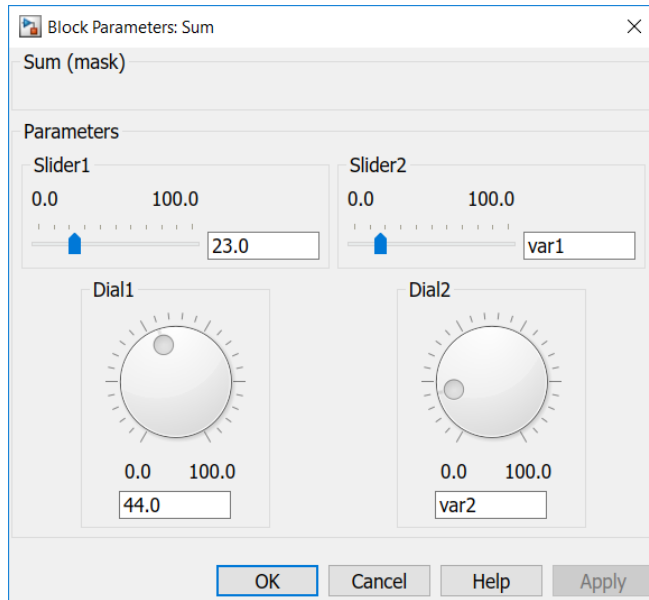 Block Parameters: Sum
Sum (mask)
Parameters
Slider1
0.0 100.0
23.0
Slider2
0.0 100.0
var1
Dial1
0.0 100.0
44.0
Dial2
0.0 100.0
var2
OK Cancel Help Apply